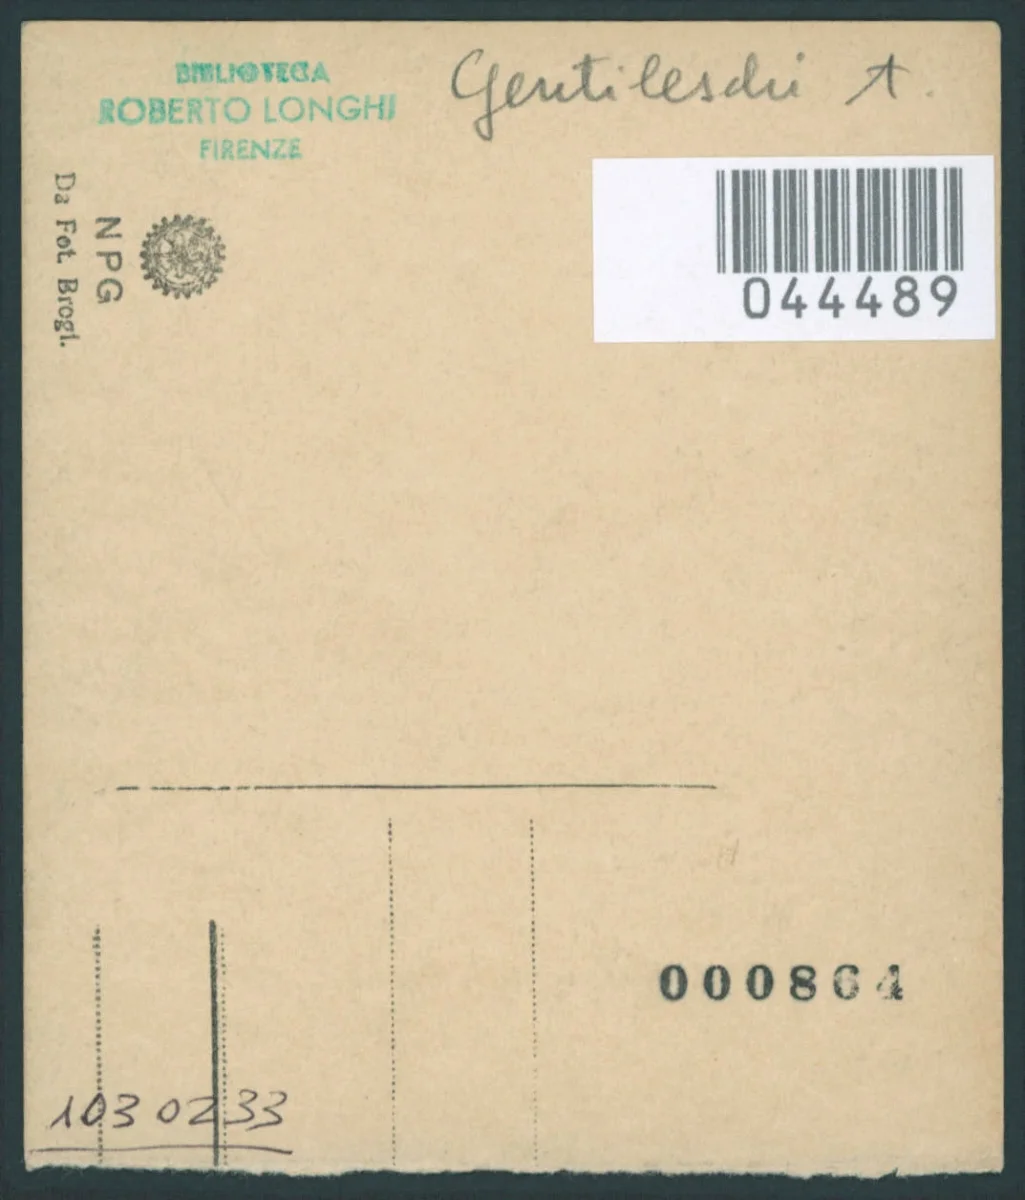 BIBLIOTECA
ROBERTO LONGHI
FIRENZE
Gentileschi A.
044489
NPG
Da Fot. Brogi.
000864
1030233